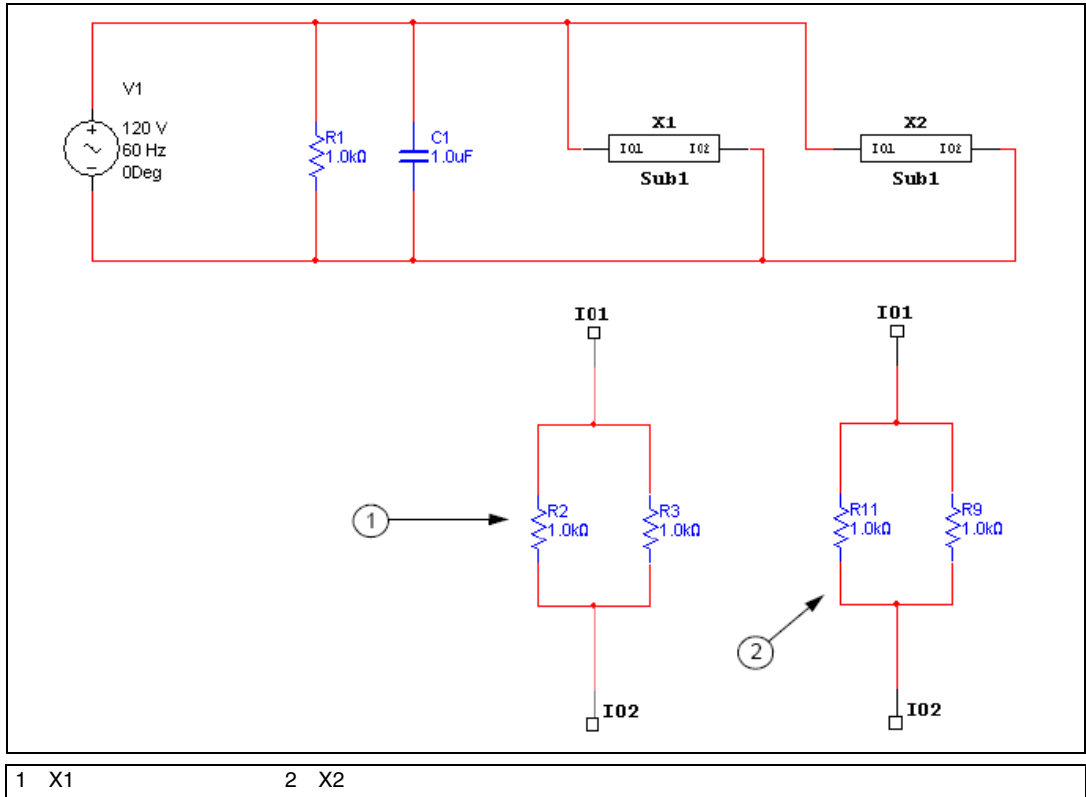 V1
120 V
60 Hz
0Deg
R1
1.0kΩ
C1
1.0uF
X1
IO1 IO2
Sub1
X2
IO1 IO2
Sub1
IO1
IO1
1
R2
1.0kΩ
R3
1.0kΩ
R11
1.0kΩ
R9
1.0kΩ
2
IO2
IO2
1 X1 2 X2